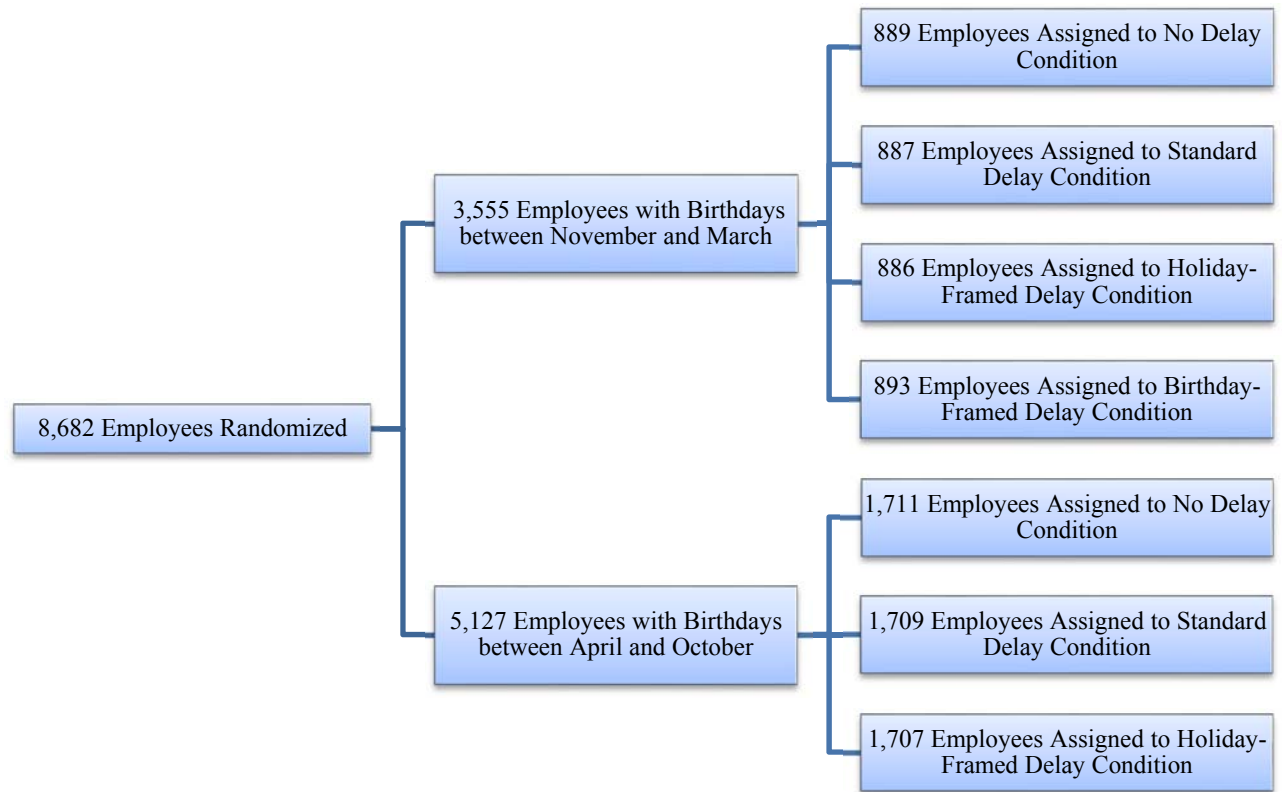 8,682 Employees Randomized
3,555 Employees with Birthdays
between November and March
889 Employees Assigned to No Delay
Condition
887 Employees Assigned to Standard
Delay Condition
886 Employees Assigned to Holiday-
Framed Delay Condition
893 Employees Assigned to Birthday-
Framed Delay Condition
5,127 Employees with Birthdays
between April and October
1,711 Employees Assigned to No Delay
Condition
1,709 Employees Assigned to Standard
Delay Condition
1,707 Employees Assigned to Holiday-
Framed Delay Condition